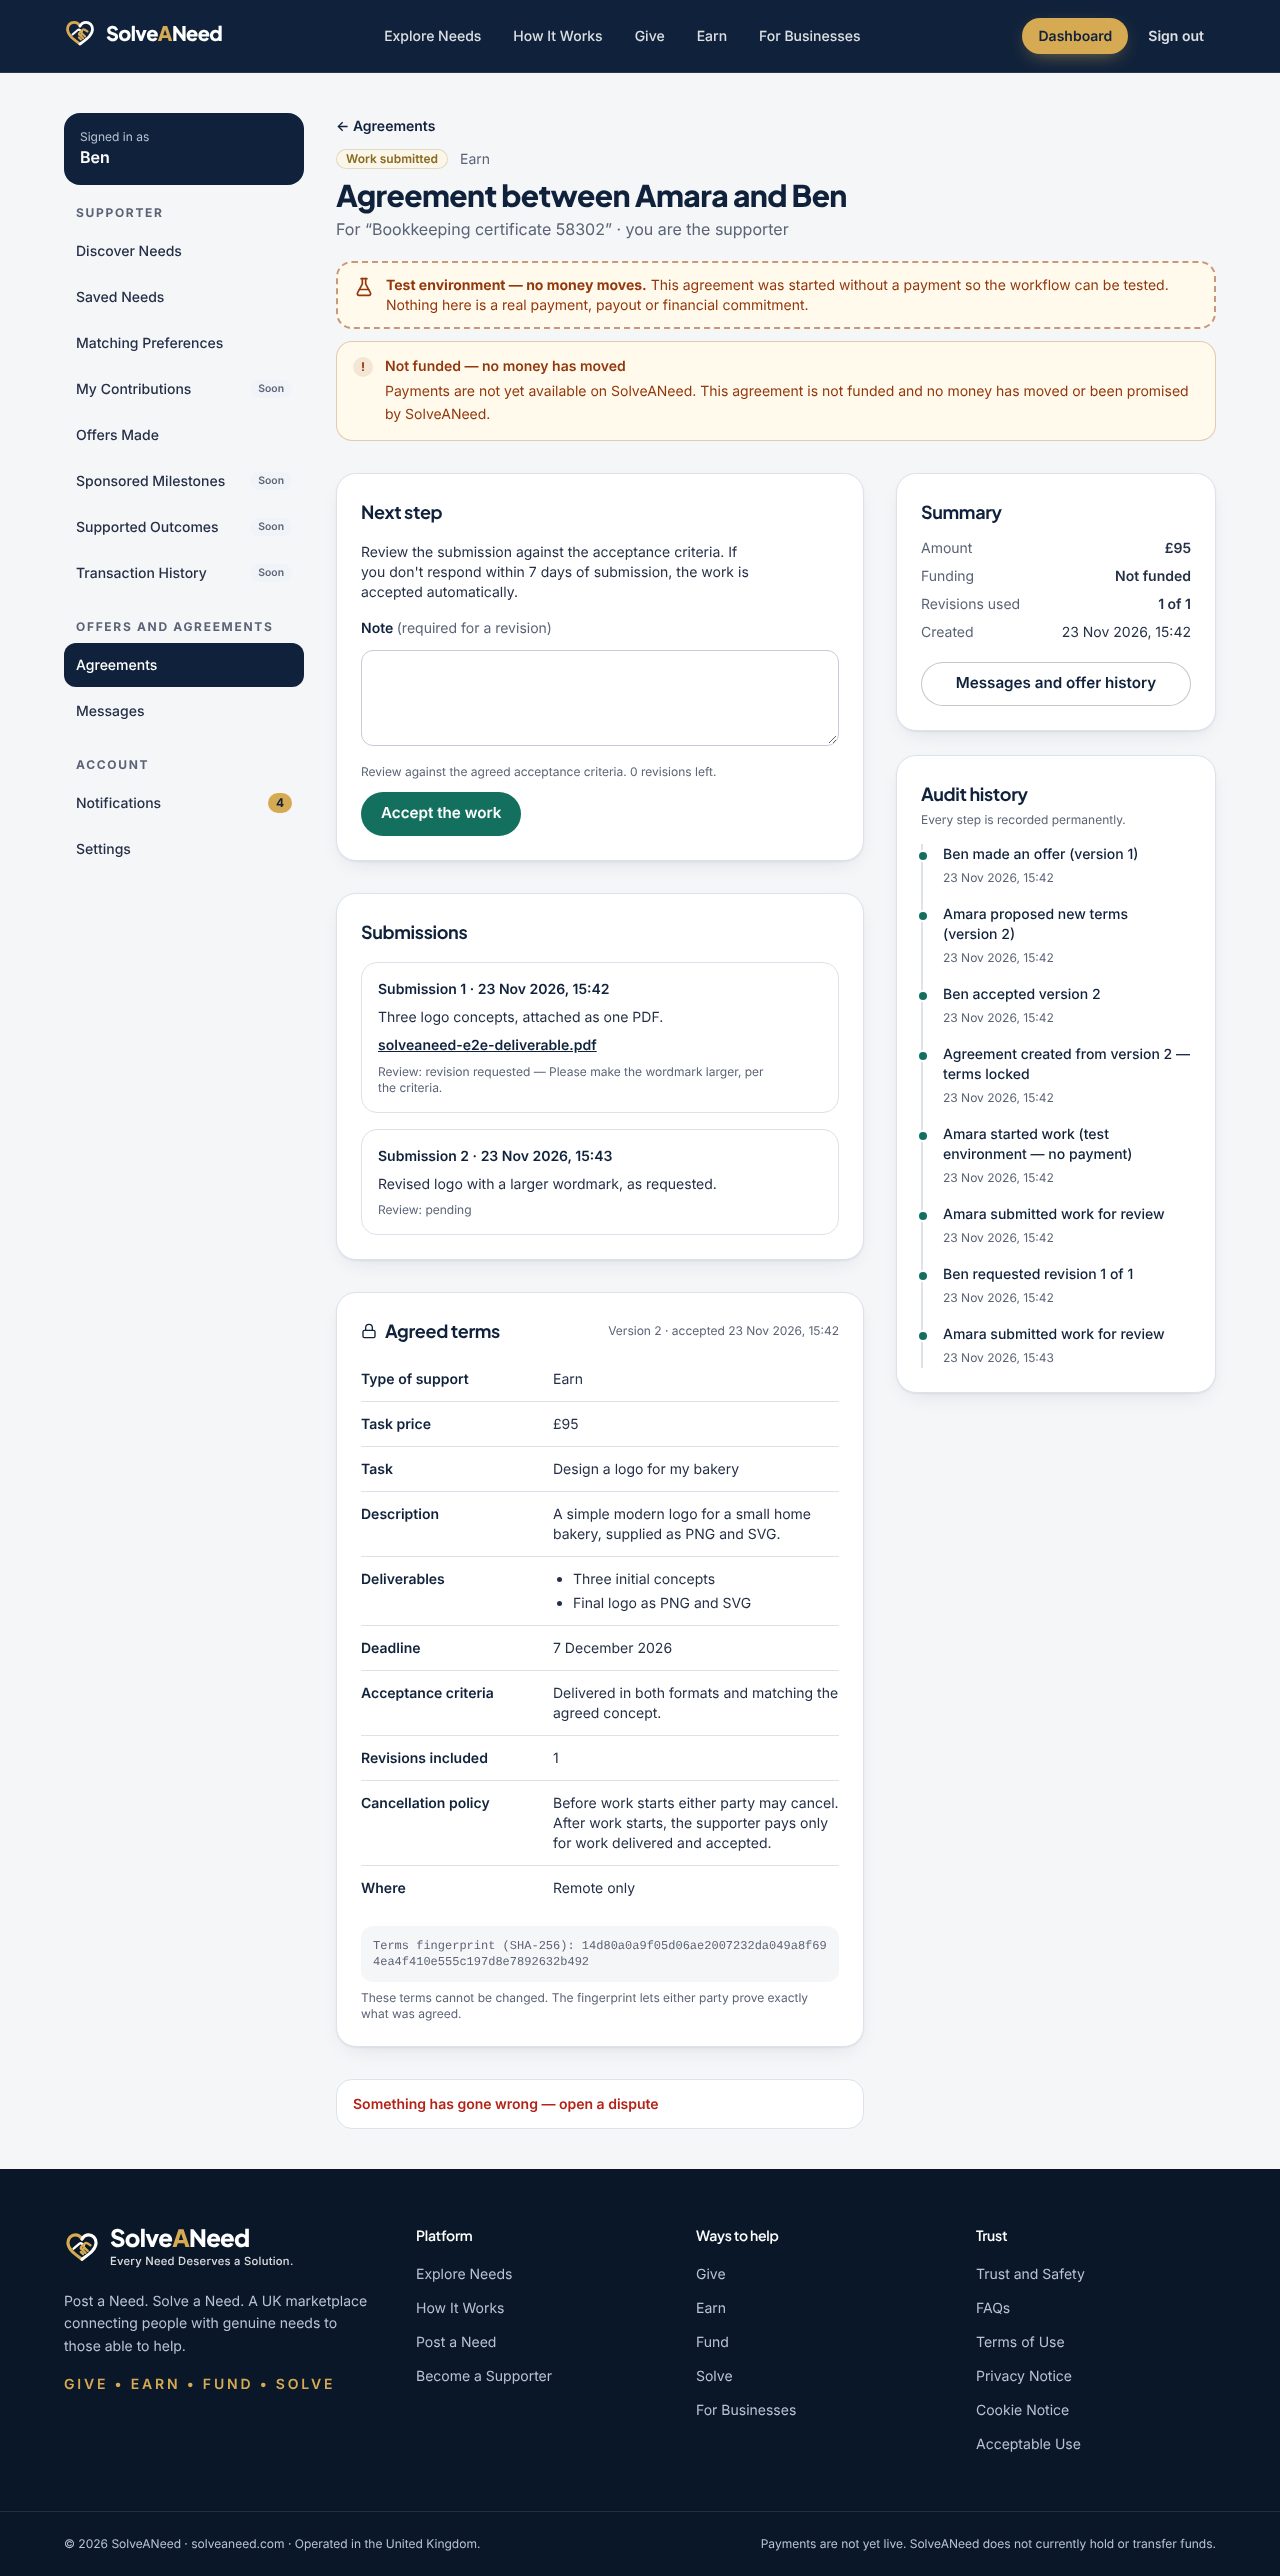 SolveANeed
Explore Needs
How It Works
Give
Earn
For Businesses
Dashboard
Sign out
Signed in as
Ben
SUPPORTER
Discover Needs
Saved Needs
Matching Preferences
My Contributions Soon
Offers Made
Sponsored Milestones Soon
Supported Outcomes Soon
Transaction History Soon
OFFERS AND AGREEMENTS
Agreements
Messages
ACCOUNT
Notifications 4
Settings
← Agreements
Work submitted Earn
Agreement between Amara and Ben
For “Bookkeeping certificate 58302” · you are the supporter
Test environment — no money moves. This agreement was started without a payment so the workflow can be tested.
Nothing here is a real payment, payout or financial commitment.
! Not funded — no money has moved
Payments are not yet available on SolveANeed. This agreement is not funded and no money has moved or been promised
by SolveANeed.
Next step
Review the submission against the acceptance criteria. If
you don't respond within 7 days of submission, the work is
accepted automatically.
Note (required for a revision)
Review against the agreed acceptance criteria. 0 revisions left.
Accept the work
Submissions
Submission 1 · 23 Nov 2026, 15:42
Three logo concepts, attached as one PDF.
solveaneed-e2e-deliverable.pdf
Review: revision requested — Please make the wordmark larger, per
the criteria.
Submission 2 · 23 Nov 2026, 15:43
Revised logo with a larger wordmark, as requested.
Review: pending
Agreed terms
Version 2 · accepted 23 Nov 2026, 15:42
Type of support Earn
Task price £95
Task Design a logo for my bakery
Description A simple modern logo for a small home
bakery, supplied as PNG and SVG.
Deliverables • Three initial concepts
• Final logo as PNG and SVG
Deadline 7 December 2026
Acceptance criteria Delivered in both formats and matching the
agreed concept.
Revisions included 1
Cancellation policy Before work starts either party may cancel.
After work starts, the supporter pays only
for work delivered and accepted.
Where Remote only
Terms fingerprint (SHA-256): 14d80a0a9f05d06ae2007232da049a8f69
4ea4f410e555c197d8e7892632b492
These terms cannot be changed. The fingerprint lets either party prove exactly
what was agreed.
Something has gone wrong — open a dispute
Summary
Amount £95
Funding Not funded
Revisions used 1 of 1
Created 23 Nov 2026, 15:42
Messages and offer history
Audit history
Every step is recorded permanently.
Ben made an offer (version 1)
23 Nov 2026, 15:42
Amara proposed new terms
(version 2)
23 Nov 2026, 15:42
Ben accepted version 2
23 Nov 2026, 15:42
Agreement created from version 2 —
terms locked
23 Nov 2026, 15:42
Amara started work (test
environment — no payment)
23 Nov 2026, 15:42
Amara submitted work for review
23 Nov 2026, 15:42
Ben requested revision 1 of 1
23 Nov 2026, 15:42
Amara submitted work for review
23 Nov 2026, 15:43
SolveANeed
Every Need Deserves a Solution.
Post a Need. Solve a Need. A UK marketplace
connecting people with genuine needs to
those able to help.
GIVE • EARN • FUND • SOLVE
Platform
Explore Needs
How It Works
Post a Need
Become a Supporter
Ways to help
Give
Earn
Fund
Solve
For Businesses
Trust
Trust and Safety
FAQs
Terms of Use
Privacy Notice
Cookie Notice
Acceptable Use
© 2026 SolveANeed · solveaneed.com · Operated in the United Kingdom.
Payments are not yet live. SolveANeed does not currently hold or transfer funds.